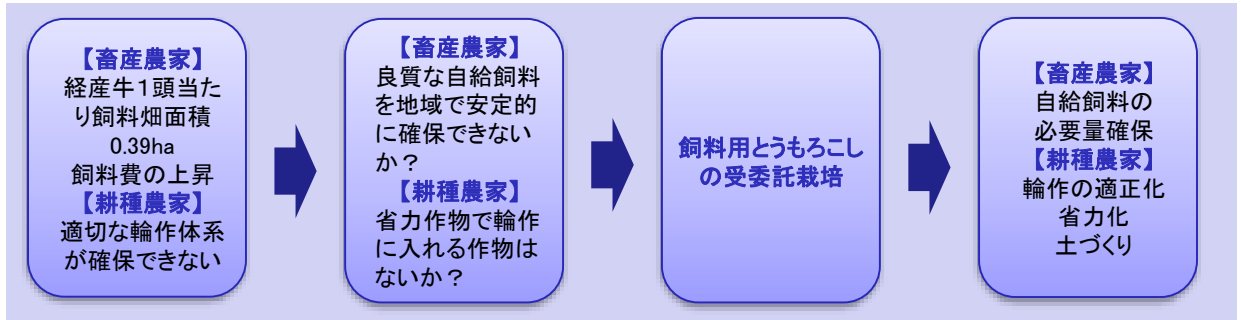 【畜産農家】
経産牛１頭当た
り飼料畑面積
0.39ha
飼料費の上昇
【耕種農家】
適切な輪作体系
が確保できない
【畜産農家】
良質な自給飼料
を地域で安定的
に確保できない
か？
【耕種農家】
省力作物で輪作
に入れる作物は
ないか？
飼料用とうもろこし
の受委託栽培
【畜産農家】
自給飼料の
必要量確保
【耕種農家】
輪作の適正化
省力化
土づくり